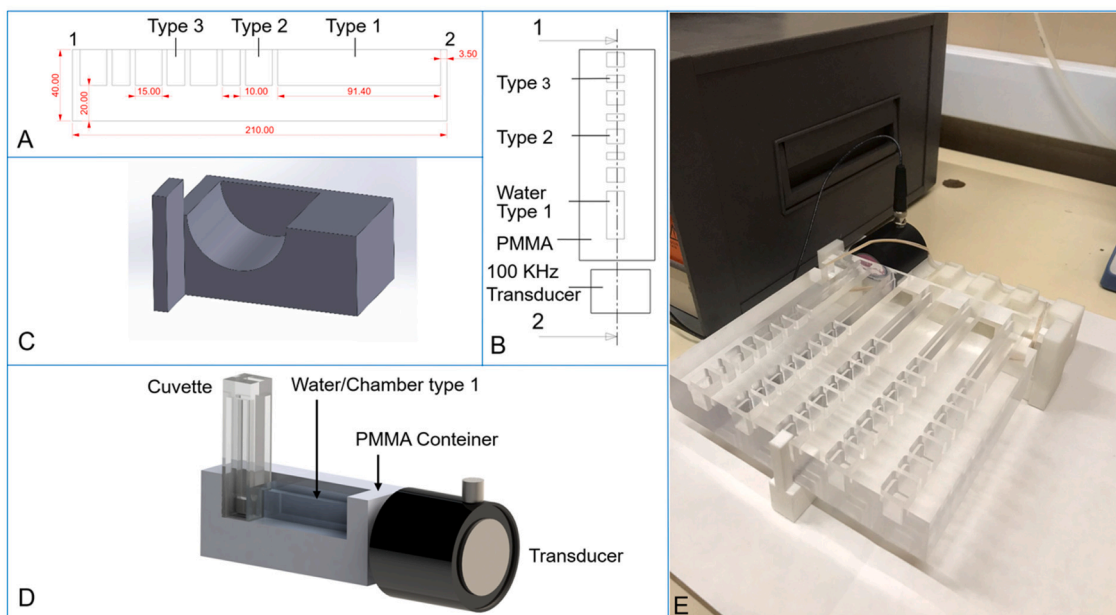 Type 3
Type 2
Type 1
1
2
3.50
40.00
20.00
15.00
10.00
91.40
210.00
A
1
Type 3
Type 2
Water
Type 1
PMMA
100 KHz
Transducer
2
B
C
Cuvette
Water/Chamber type 1
PMMA Conteiner
Transducer
D
E